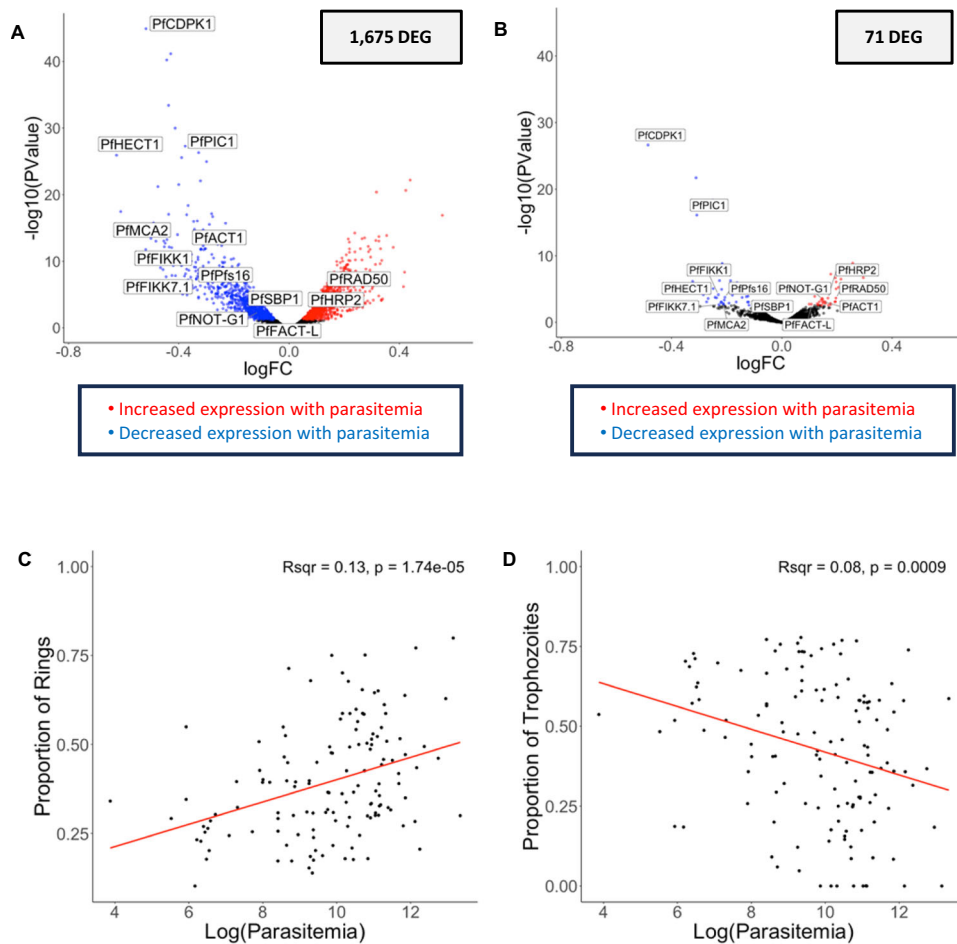 A
1,675 DEG
PfCDPK1
PfHECT1
PfPIC1
PfMCA2
PfACT1
PfFIKK1
PfPfs16
PfFIKK7.1
PfRAD50
PfSBP1
PfHRP2
PfNOT-G1
PfFACT-L
40
30
20
10
0
-log10(PValue)
-0.8
-0.4
0.0
0.4
logFC
• Increased expression with parasitemia
• Decreased expression with parasitemia
B
71 DEG
PfCDPK1
PfPIC1
PfFIKK1
PfHRP2
PfHECT1
PfPfs16
PfNOT-G1
PfRAD50
PfFIKK7.1
PfSBP1
PfACT1
PfMCA2
PfFACT-L
40
30
20
10
0
-log10(PValue)
-0.8
-0.4
0.0
0.4
logFC
• Increased expression with parasitemia
• Decreased expression with parasitemia
C
Rsqr = 0.13, p = 1.74e-05
1.00
0.75
0.50
0.25
Proportion of Rings
4
6
8
10
12
Log(Parasitemia)
D
Rsqr = 0.08, p = 0.0009
1.00
0.75
0.50
0.25
0.00
Proportion of Trophozoites
4
6
8
10
12
Log(Parasitemia)